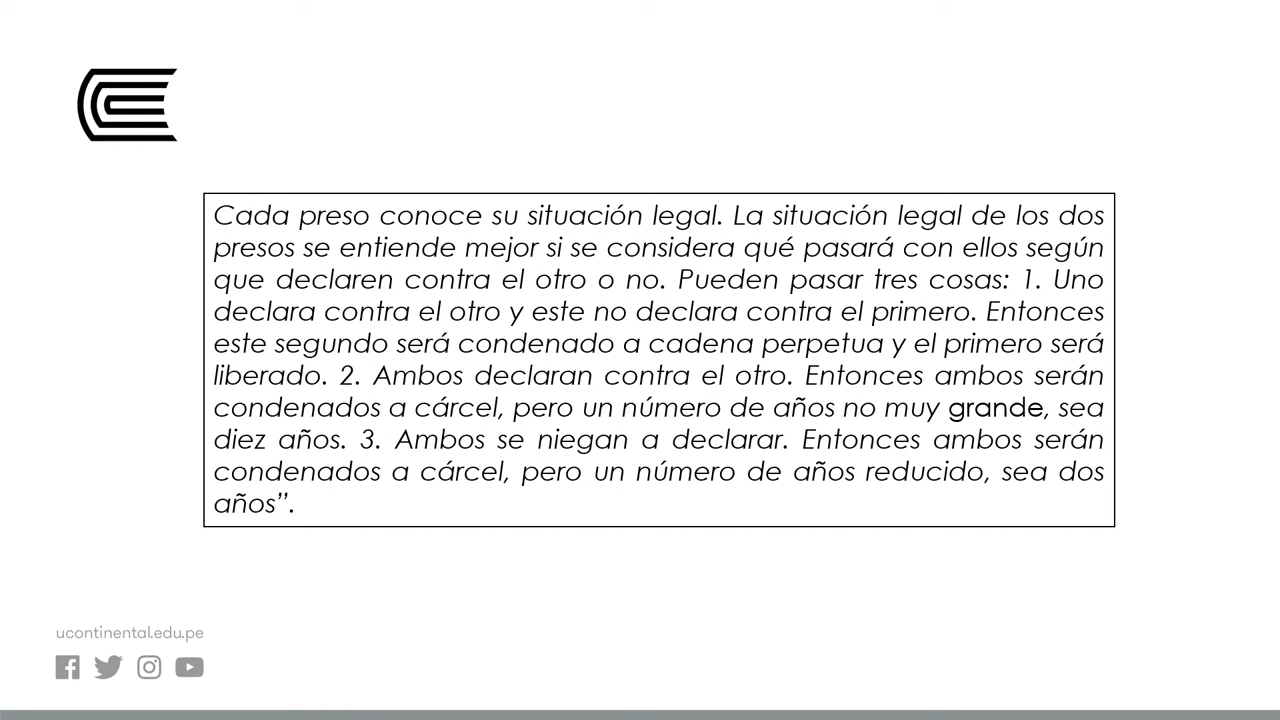 Cada preso conoce su situación legal. La situación legal de los dos
presos se entiende mejor si se considera qué pasará con ellos según
que declaren contra el otro o no. Pueden pasar tres cosas: 1. Uno
declara contra el otro y este no declara contra el primero. Entonces
este segundo será condenado a cadena perpetua y el primero será
liberado. 2. Ambos declaran contra el otro. Entonces ambos serán
condenados a cárcel, pero un número de años no muy grande, sea
diez años. 3. Ambos se niegan a declarar. Entonces ambos serán
condenados a cárcel, pero un número de años reducido, sea dos
años”.
ucontinental.edu.pe